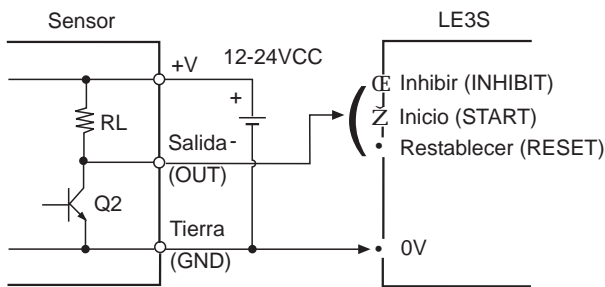 Sensor
LE3S
+V
12-24VCC
+
Œ Inhibir (INHIBIT)
RL
Ž Inicio (START)
Salida-
(OUT)
• Restablecer (RESET)
Q2
Tierra
(GND)
• 0V